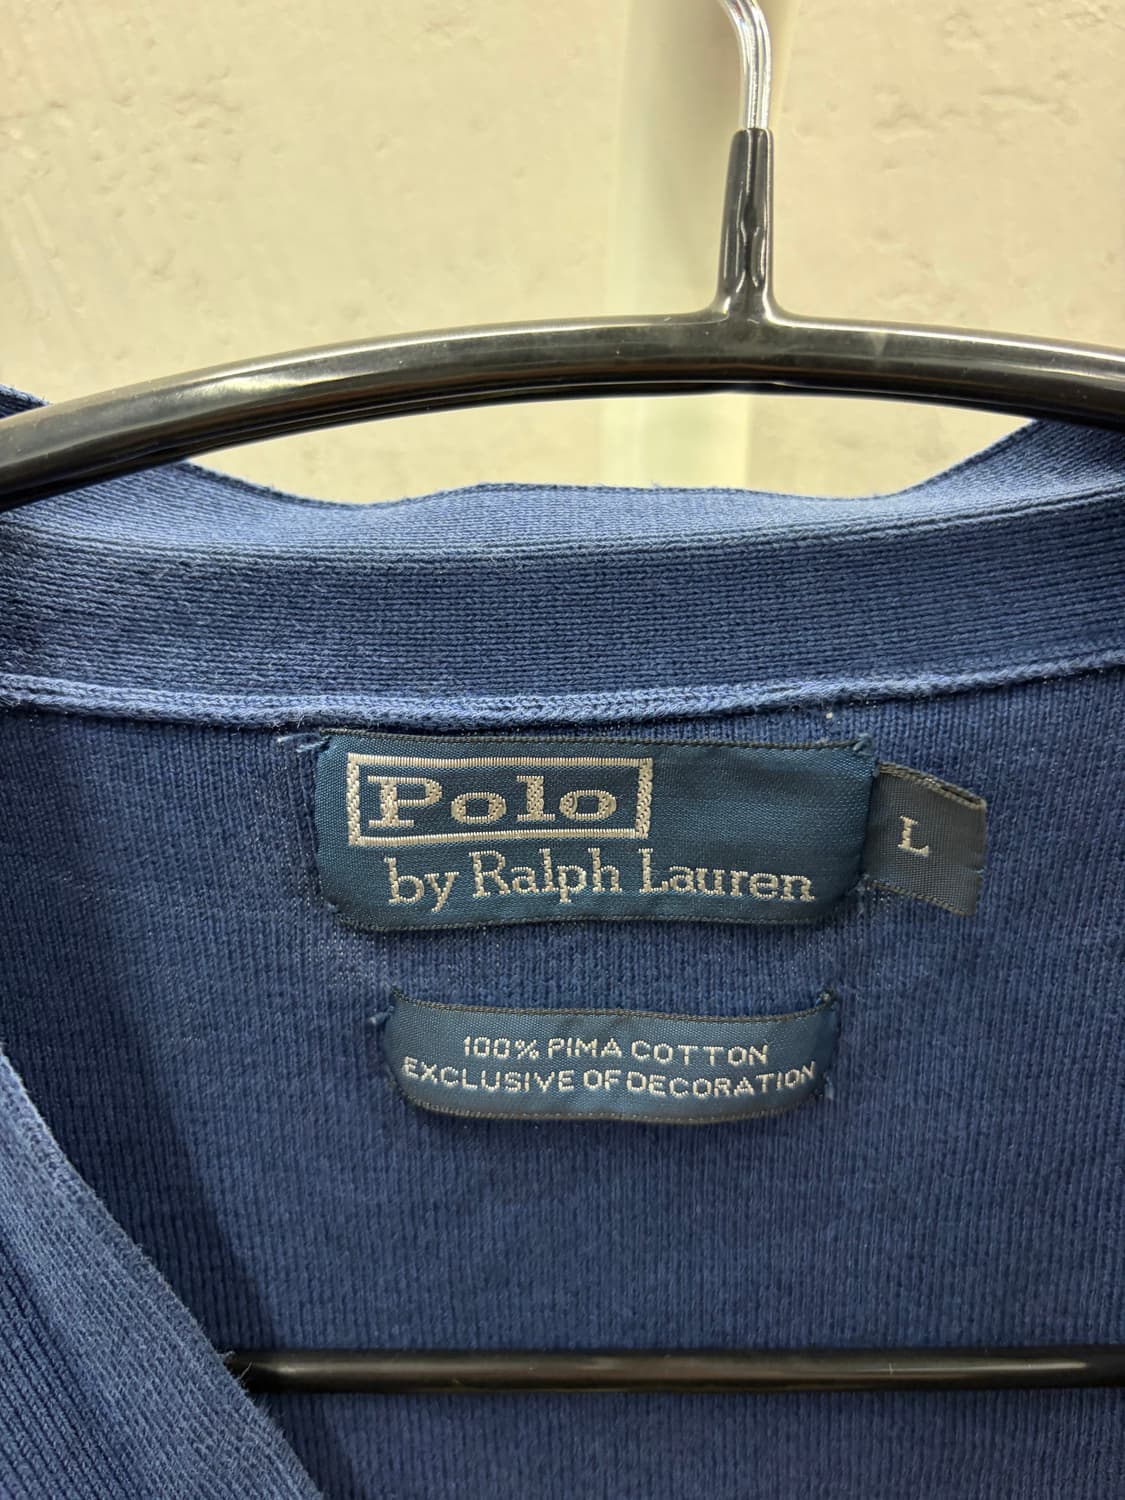 Polo
by Ralph Lauren
L
100% PIMA COTTON
EXCLUSIVE OF DECORATION